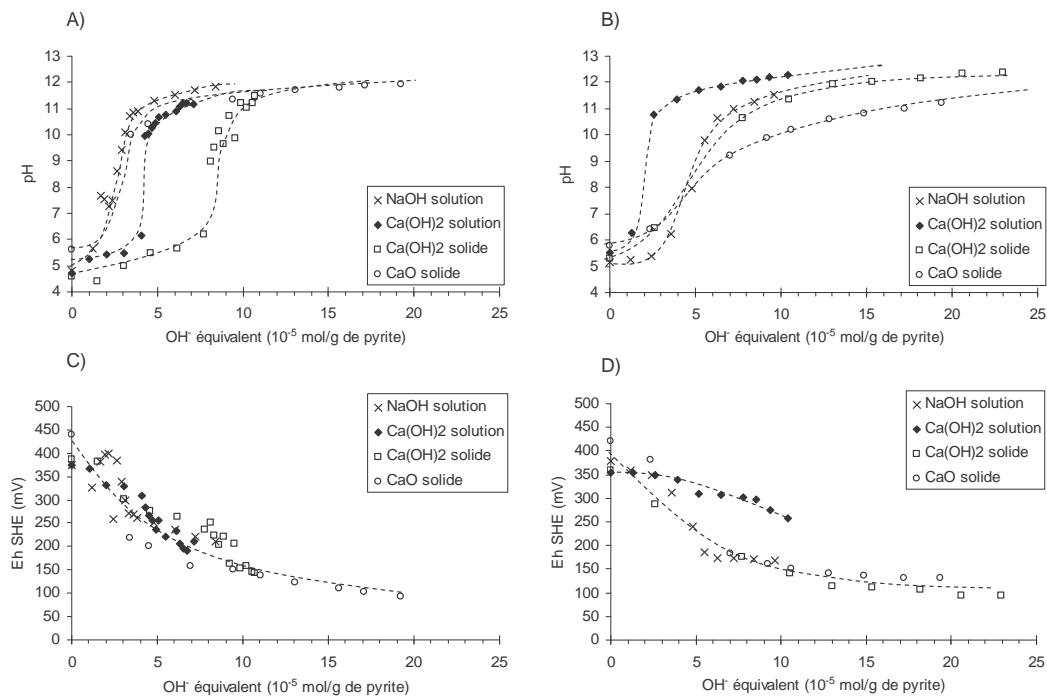 A)
13
12
11
10
9
8
7
6
5
4
pH
0 5 10 15 20 25
OH- équivalent (10-5 mol/g de pyrite)
NaOH solution
Ca(OH)2 solution
Ca(OH)2 solide
CaO solide
B)
13
12
11
10
9
8
7
6
5
4
pH
0 5 10 15 20 25
OH- équivalent (10-5 mol/g de pyrite)
NaOH solution
Ca(OH)2 solution
Ca(OH)2 solide
CaO solide
C)
500
450
400
350
300
250
200
150
100
50
0
Eh SHE (mV)
0 5 10 15 20 25
OH- équivalent (10-5 mol/g de pyrite)
NaOH solution
Ca(OH)2 solution
Ca(OH)2 solide
CaO solide
D)
500
450
400
350
300
250
200
150
100
50
0
Eh SHE (mV)
0 5 10 15 20 25
OH- équivalent (10-5 mol/g de pyrite)
NaOH solution
Ca(OH)2 solution
Ca(OH)2 solide
CaO solide